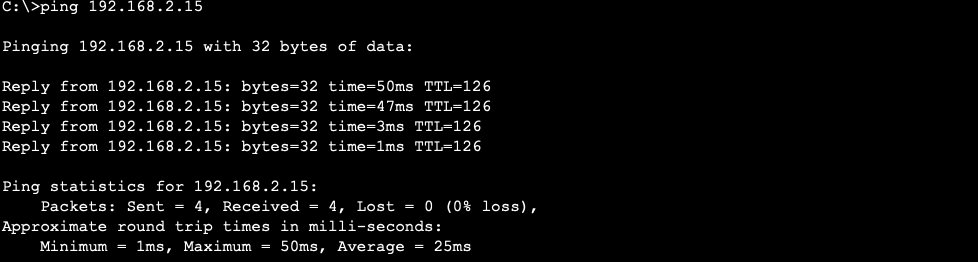 C:\>ping 192.168.2.15
Pinging 192.168.2.15 with 32 bytes of data:
Reply from 192.168.2.15: bytes=32 time=50ms TTL=126
Reply from 192.168.2.15: bytes=32 time=47ms TTL=126
Reply from 192.168.2.15: bytes=32 time=3ms TTL=126
Reply from 192.168.2.15: bytes=32 time=1ms TTL=126
Ping statistics for 192.168.2.15:
    Packets: Sent = 4, Received = 4, Lost = 0 (0% loss),
Approximate round trip times in milli-seconds:
    Minimum = 1ms, Maximum = 50ms, Average = 25ms